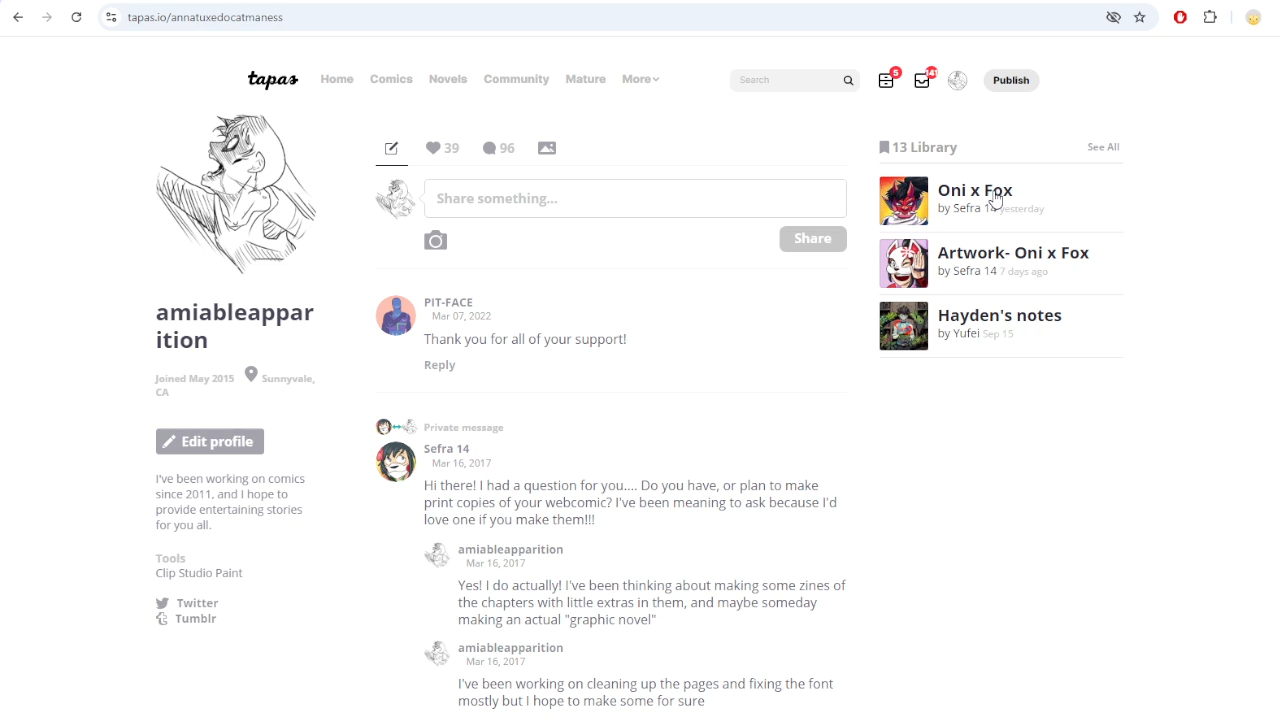 tapas.io/annatuxedocatmaness
tapas Home Comics Novels Community Mature More Search 5 141 Publish
39 96
13 Library See All
Share something...
Share
Oni x Fox
by Sefra 14 yesterday
Artwork- Oni x Fox
by Sefra 14 7 days ago
Hayden's notes
by Yufei Sep 15
amiableappar
ition
Joined May 2015 Sunnyvale,
CA
Edit profile
I've been working on comics
since 2011, and I hope to
provide entertaining stories
for you all.
Tools
Clip Studio Paint
Twitter
Tumblr
PIT-FACE
Mar 07, 2022
Thank you for all of your support!
Reply
Private message
Sefra 14
Mar 16, 2017
Hi there! I had a question for you.... Do you have, or plan to make
print copies of your webcomic? I've been meaning to ask because I'd
love one if you make them!!!
amiableapparition
Mar 16, 2017
Yes! I do actually! I've been thinking about making some zines of
the chapters with little extras in them, and maybe someday
making an actual "graphic novel"
amiableapparition
Mar 16, 2017
I've been working on cleaning up the pages and fixing the font
mostly but I hope to make some for sure